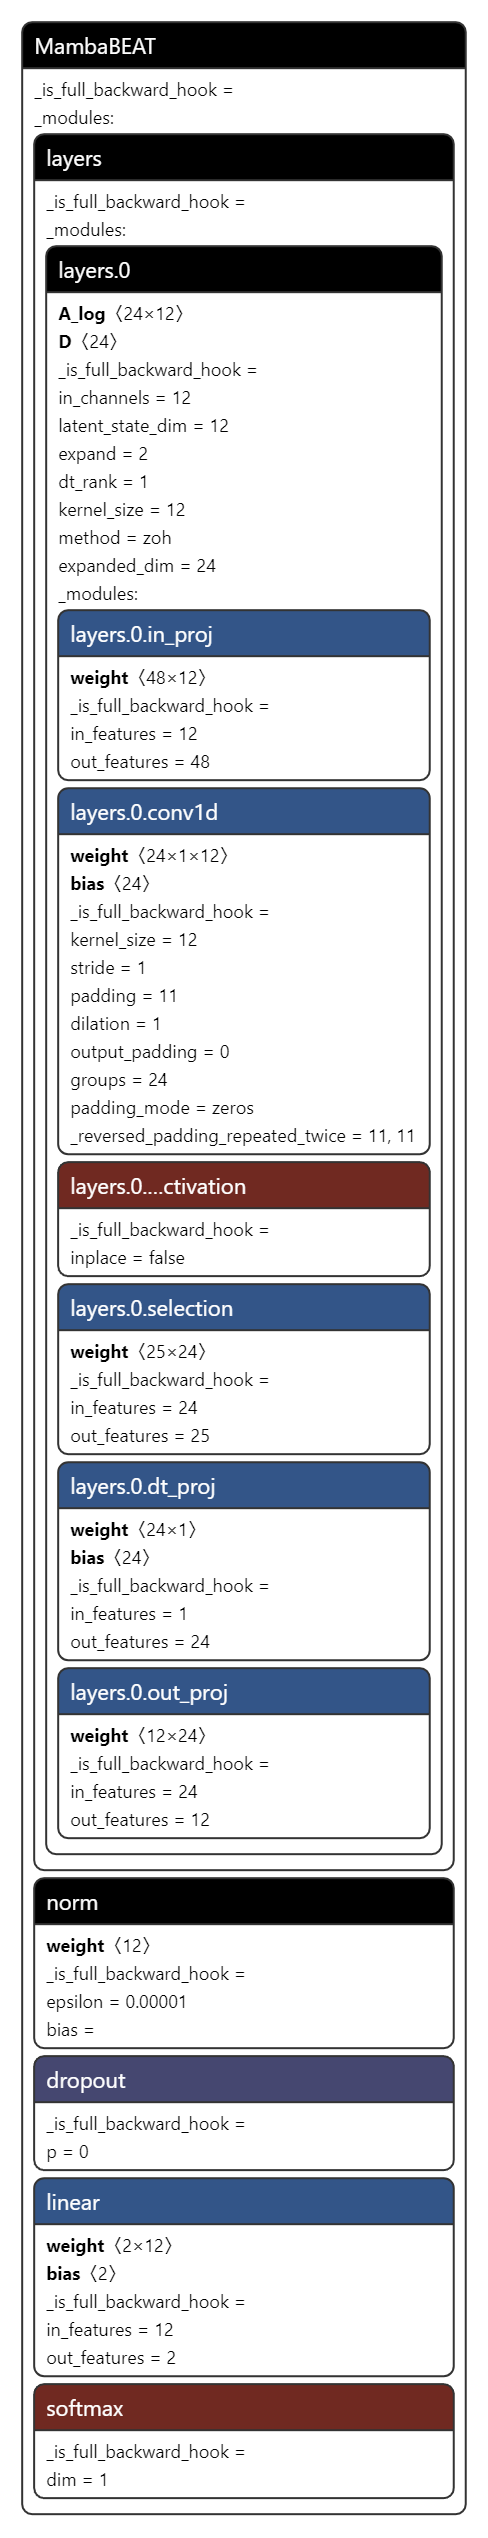 MambaBEAT
_is_full_backward_hook =
_modules:
layers
_is_full_backward_hook =
_modules:
layers.0
A_log〈24×12〉
D〈24〉
_is_full_backward_hook =
in_channels = 12
latent_state_dim = 12
expand = 2
dt_rank = 1
kernel_size = 12
method = zoh
expanded_dim = 24
_modules:
layers.0.in_proj
weight〈48×12〉
_is_full_backward_hook =
in_features = 12
out_features = 48
layers.0.conv1d
weight〈24×1×12〉
bias〈24〉
_is_full_backward_hook =
kernel_size = 12
stride = 1
padding = 11
dilation = 1
output_padding = 0
groups = 24
padding_mode = zeros
_reversed_padding_repeated_twice = 11, 11
layers.0....ctivation
_is_full_backward_hook =
inplace = false
layers.0.selection
weight〈25×24〉
_is_full_backward_hook =
in_features = 24
out_features = 25
layers.0.dt_proj
weight〈24×1〉
bias〈24〉
_is_full_backward_hook =
in_features = 1
out_features = 24
layers.0.out_proj
weight〈12×24〉
_is_full_backward_hook =
in_features = 24
out_features = 12
norm
weight〈12〉
_is_full_backward_hook =
epsilon = 0.00001
bias =
dropout
_is_full_backward_hook =
p = 0
linear
weight〈2×12〉
bias〈2〉
_is_full_backward_hook =
in_features = 12
out_features = 2
softmax
_is_full_backward_hook =
dim = 1